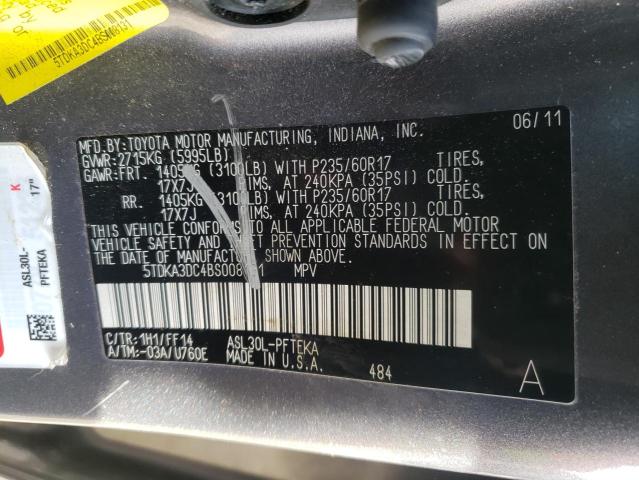 5TDKA3DC4BS008131
ASL30L-
PFTEKA
K
17"
06/11
MFD.BY:TOYOTA MOTOR MANUFACTURING, INDIANA, INC.
GVWR:2715KG (5995LB)
GAWR:FRT. 1405KG (3100LB) WITH P235/60R17 TIRES,
17X7J RIMS, AT 240KPA (35PSI) COLD.
RR. 1405KG (3100LB) WITH P235/60R17 TIRES,
17X7J RIMS, AT 240KPA (35PSI) COLD.
THIS VEHICLE CONFORMS TO ALL APPLICABLE FEDERAL MOTOR
VEHICLE SAFETY AND THEFT PREVENTION STANDARDS IN EFFECT ON
THE DATE OF MANUFACTURE SHOWN ABOVE.
5TDKA3DC4BS008131 MPV
C/TR:1H1/FF14 ASL30L-PFTEKA
A/TM:-03A/U760E MADE IN U.S.A.
484
A